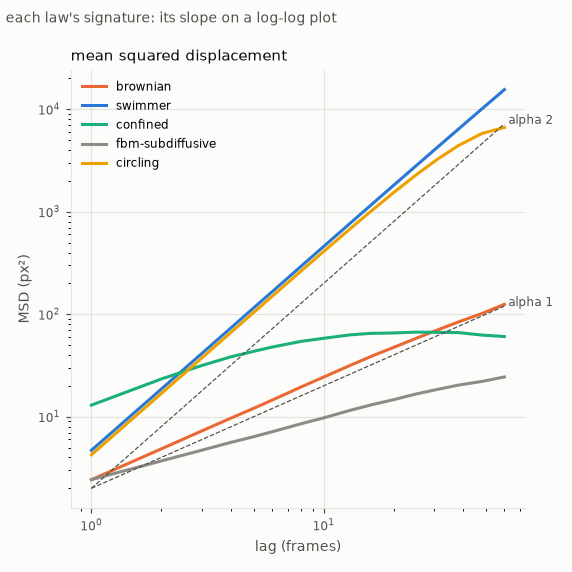 each law's signature: its slope on a log-log plot
mean squared displacement
brownian
swimmer
confined
fbm-subdiffusive
circling
alpha 2
alpha 1
MSD (px²)
10⁴
10³
10²
10¹
10⁰
10¹
lag (frames)